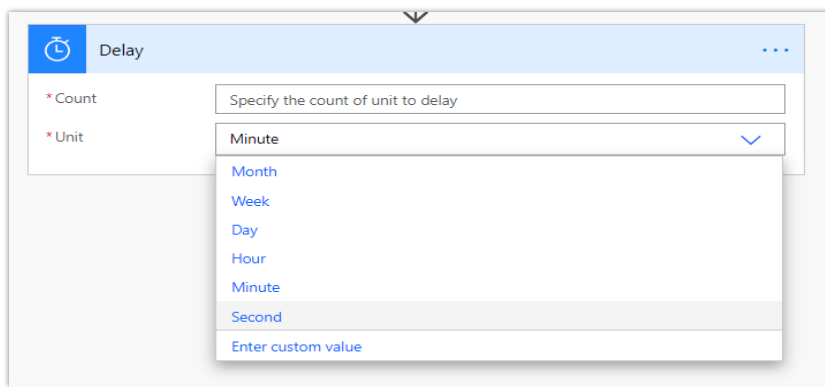 Delay
* Count
Specify the count of unit to delay
* Unit
Minute
Month
Week
Day
Hour
Minute
Second
Enter custom value